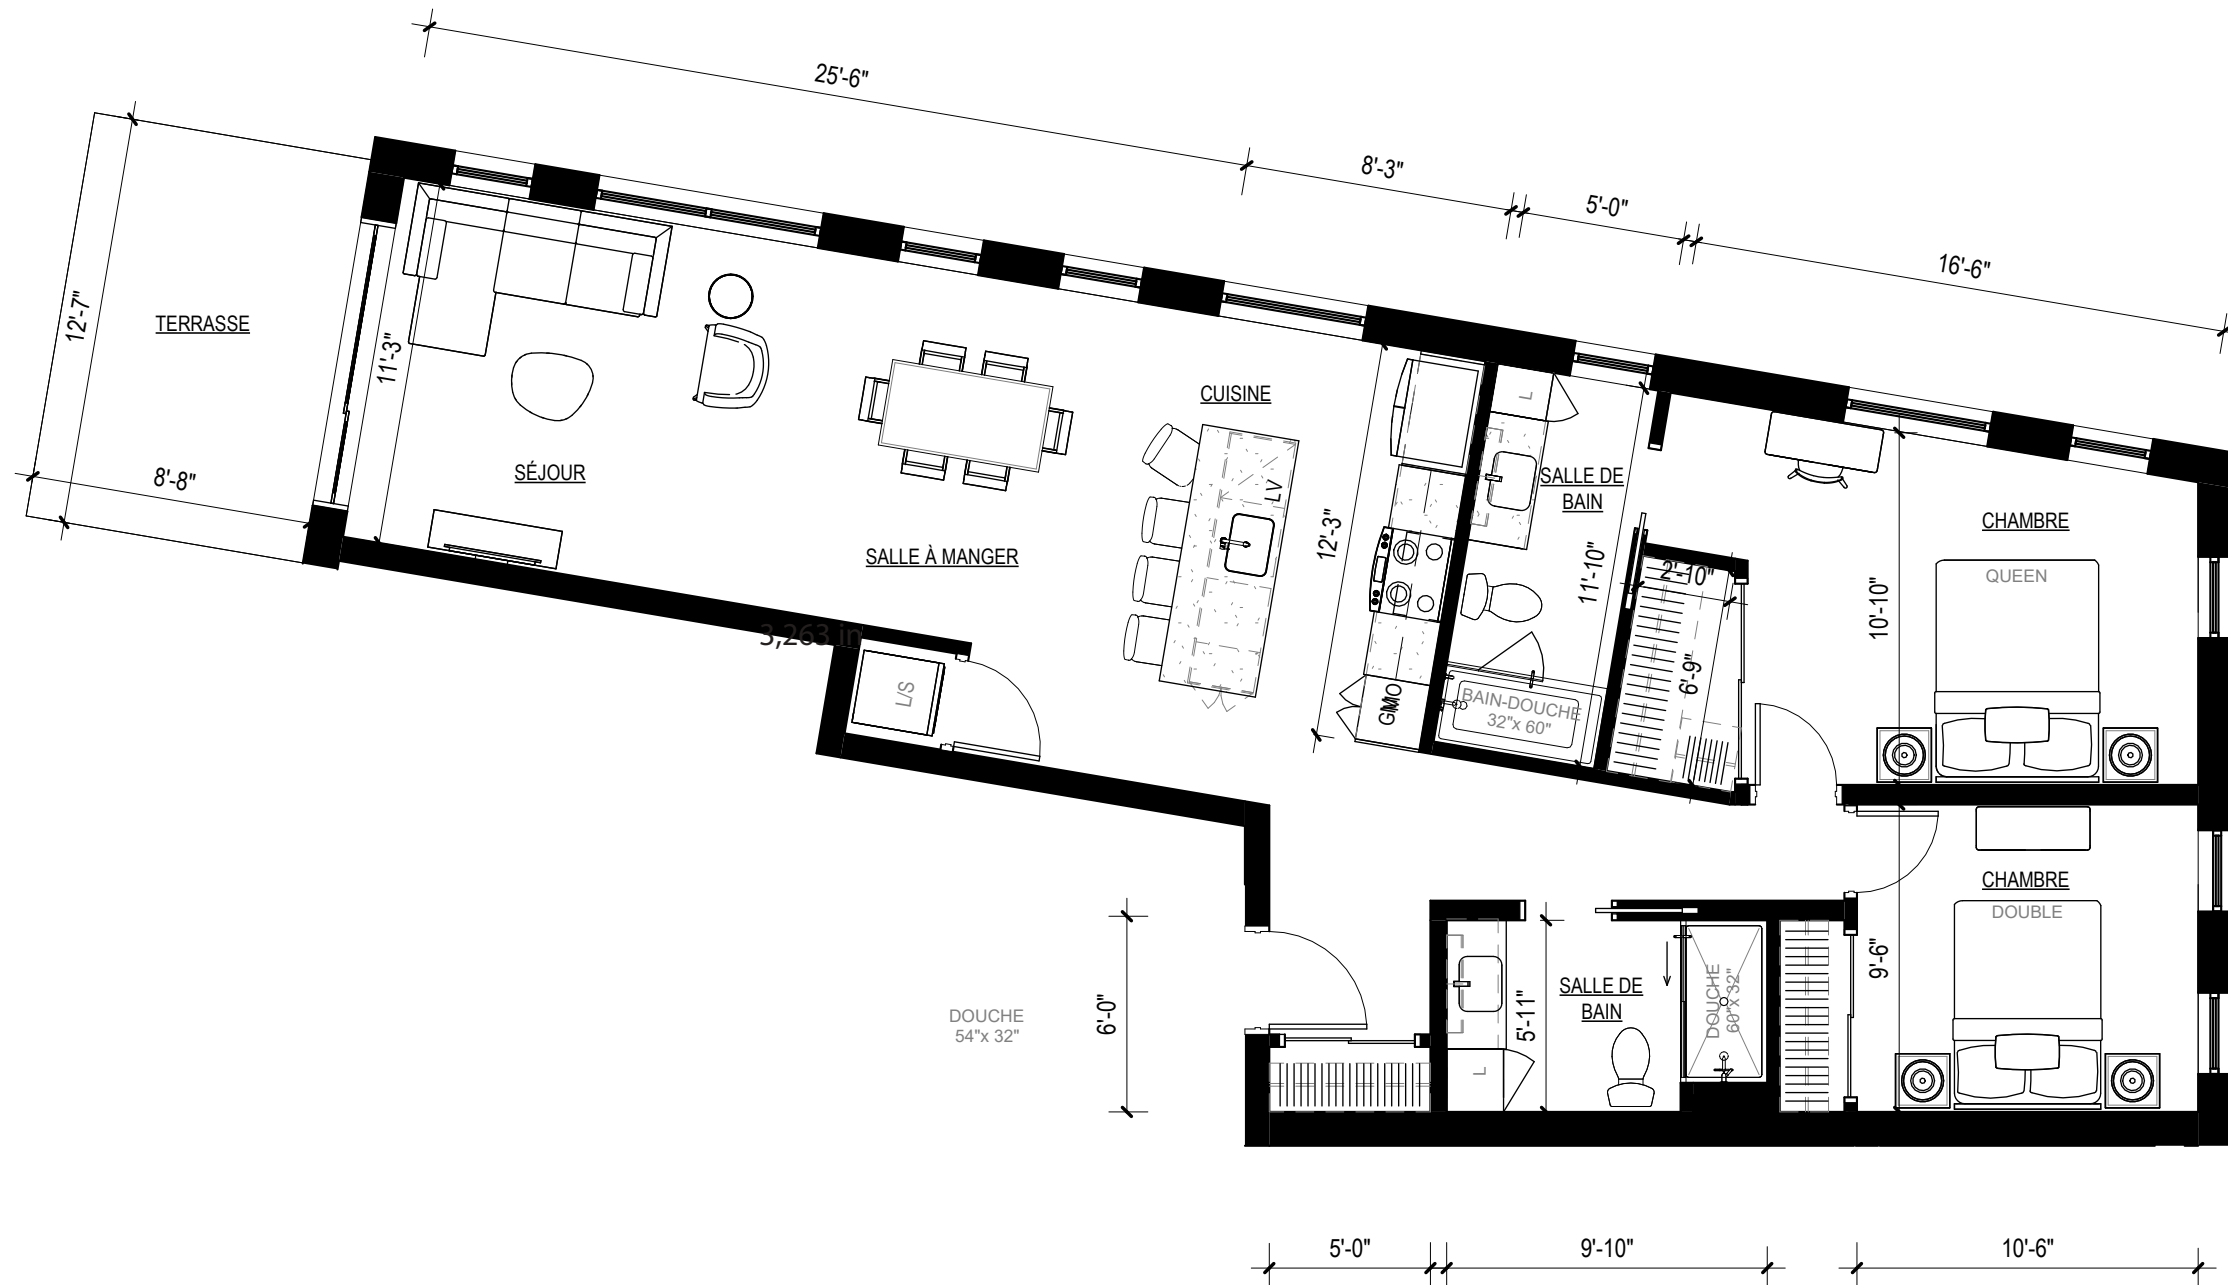 25'-6"
8'-3"
5'-0"
16'-6"
12'-7"
TERRASSE
11'-3"
8'-8"
SÉJOUR
SALLE À MANGER
CUISINE
LV
12'-3"
L
SALLE DE
BAIN
11'-10"
2'-10"
CHAMBRE
QUEEN
10'-10"
6'-9"
3,263 in
L/S
BAIN-DOUCHE
32"x 60"
CHAMBRE
DOUBLE
9'-6"
6'-0"
DOUCHE
54"x 32"
5'-11"
SALLE DE
BAIN
DOUCHE
60"x 32"
L
5'-0"
9'-10"
10'-6"